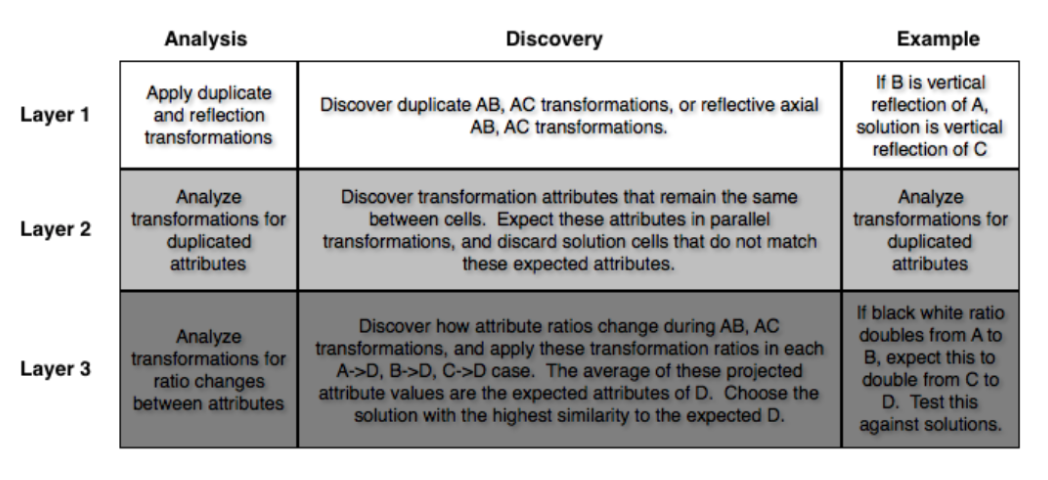 Analysis
Discovery
Example
Layer 1
Apply duplicate
and reflection
transformations
Discover duplicate AB, AC transformations, or reflective axial
AB, AC transformations.
If B is vertical
reflection of A,
solution is vertical
reflection of C
Layer 2
Analyze
transformations for
duplicated
attributes
Discover transformation attributes that remain the same
between cells.  Expect these attributes in parallel
transformations, and discard solution cells that do not match
these expected attributes.
Analyze
transformations for
duplicated
attributes
Layer 3
Analyze
transformations for
ratio changes
between attributes
Discover how attribute ratios change during AB, AC
transformations, and apply these transformation ratios in each
A->D, B->D, C->D case.  The average of these projected
attribute values are the expected attributes of D.  Choose the
solution with the highest similarity to the expected D.
If black white ratio
doubles from A to
B, expect this to
double from C to
D.  Test this
against solutions.